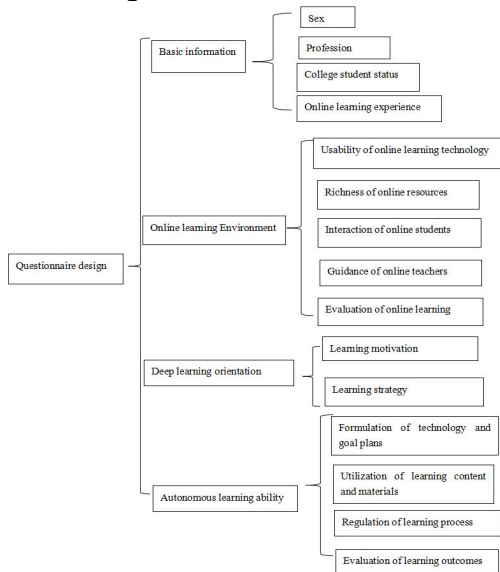 Sex
Basic information
Profession
College student status
Online learning experience
Usability of online learning technology
Richness of online resources
Online learning Environment
Interaction of online students
Guidance of online teachers
Questionnaire design
Evaluation of online learning
Learning motivation
Deep learning orientation
Learning strategy
Formulation of technology and
goal plans
Utilization of learning content
and materials
Autonomous learning ability
Regulation of learning process
Evaluation of learning outcomes